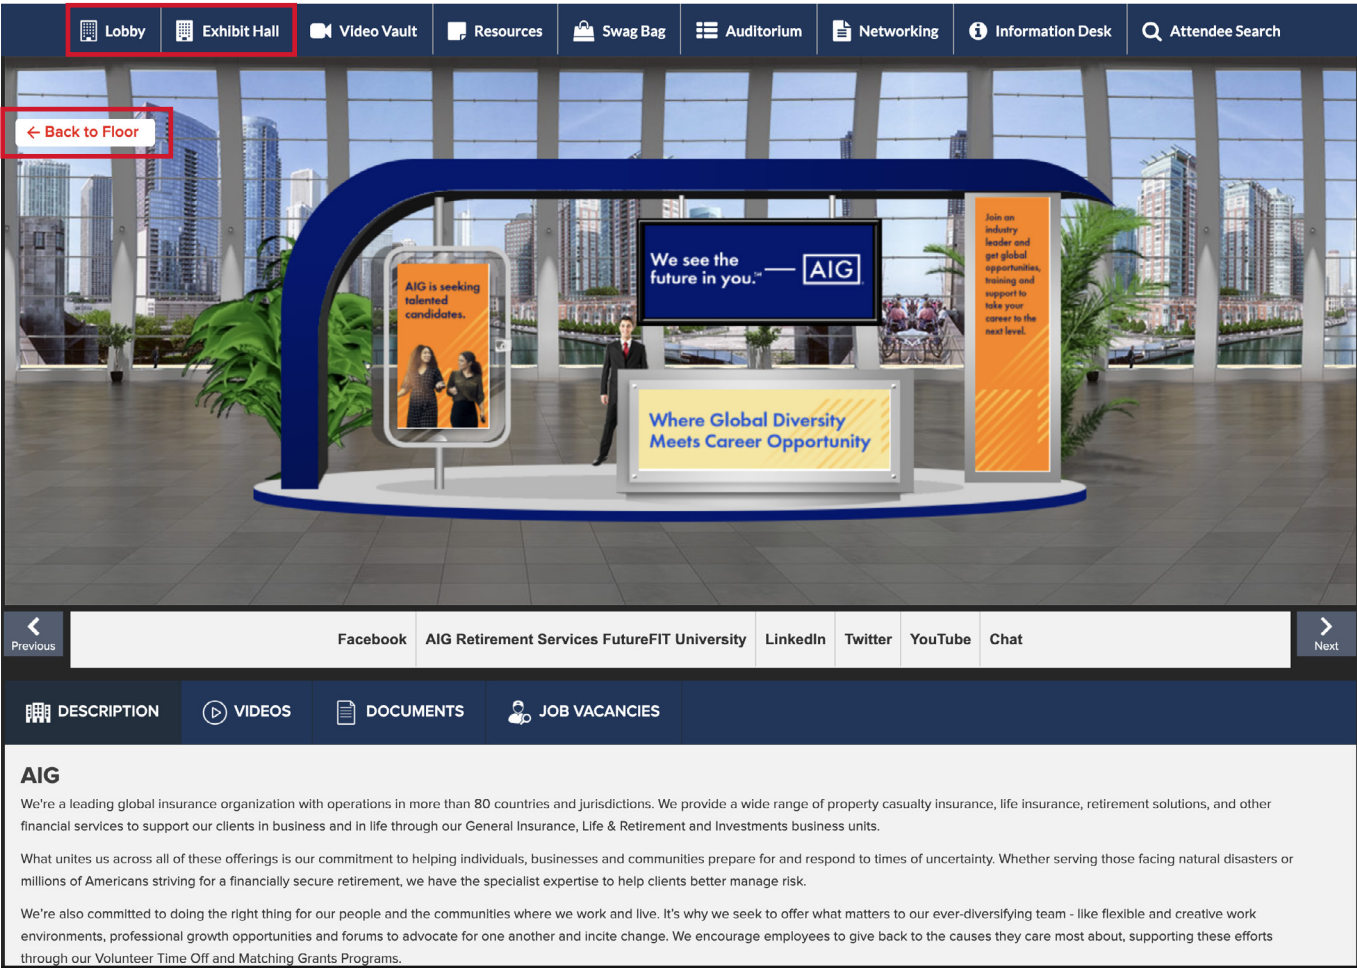 Lobby
Exhibit Hall
Video Vault
Resources
Swag Bag
Auditorium
Networking
Information Desk
Attendee Search
← Back to Floor
AIG is seeking
talented
candidates.
We see the
future in you.℠ — AIG
Join an
industry
leader and
get global
opportunities,
training and
support to
take your
career to the
next level.
Where Global Diversity
Meets Career Opportunity
Previous
Facebook
AIG Retirement Services FutureFIT University
LinkedIn
Twitter
YouTube
Chat
Next
DESCRIPTION
VIDEOS
DOCUMENTS
JOB VACANCIES
AIG
We're a leading global insurance organization with operations in more than 80 countries and jurisdictions. We provide a wide range of property casualty insurance, life insurance, retirement solutions, and other
financial services to support our clients in business and in life through our General Insurance, Life & Retirement and Investments business units.
What unites us across all of these offerings is our commitment to helping individuals, businesses and communities prepare for and respond to times of uncertainty. Whether serving those facing natural disasters or
millions of Americans striving for a financially secure retirement, we have the specialist expertise to help clients better manage risk.
We're also committed to doing the right thing for our people and the communities where we work and live. It's why we seek to offer what matters to our ever-diversifying team - like flexible and creative work
environments, professional growth opportunities and forums to advocate for one another and incite change. We encourage employees to give back to the causes they care most about, supporting these efforts
through our Volunteer Time Off and Matching Grants Programs.